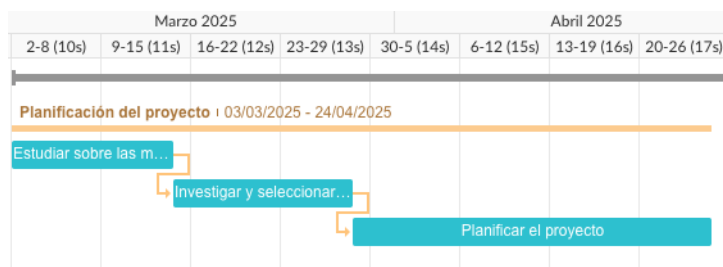 Marzo 2025 Abril 2025
2-8 (10s) 9-15 (11s) 16-22 (12s) 23-29 (13s) 30-5 (14s) 6-12 (15s) 13-19 (16s) 20-26 (17s)
Planificación del proyecto 03/03/2025 - 24/04/2025
Estudiar sobre las m...
Investigar y seleccionar...
Planificar el proyecto